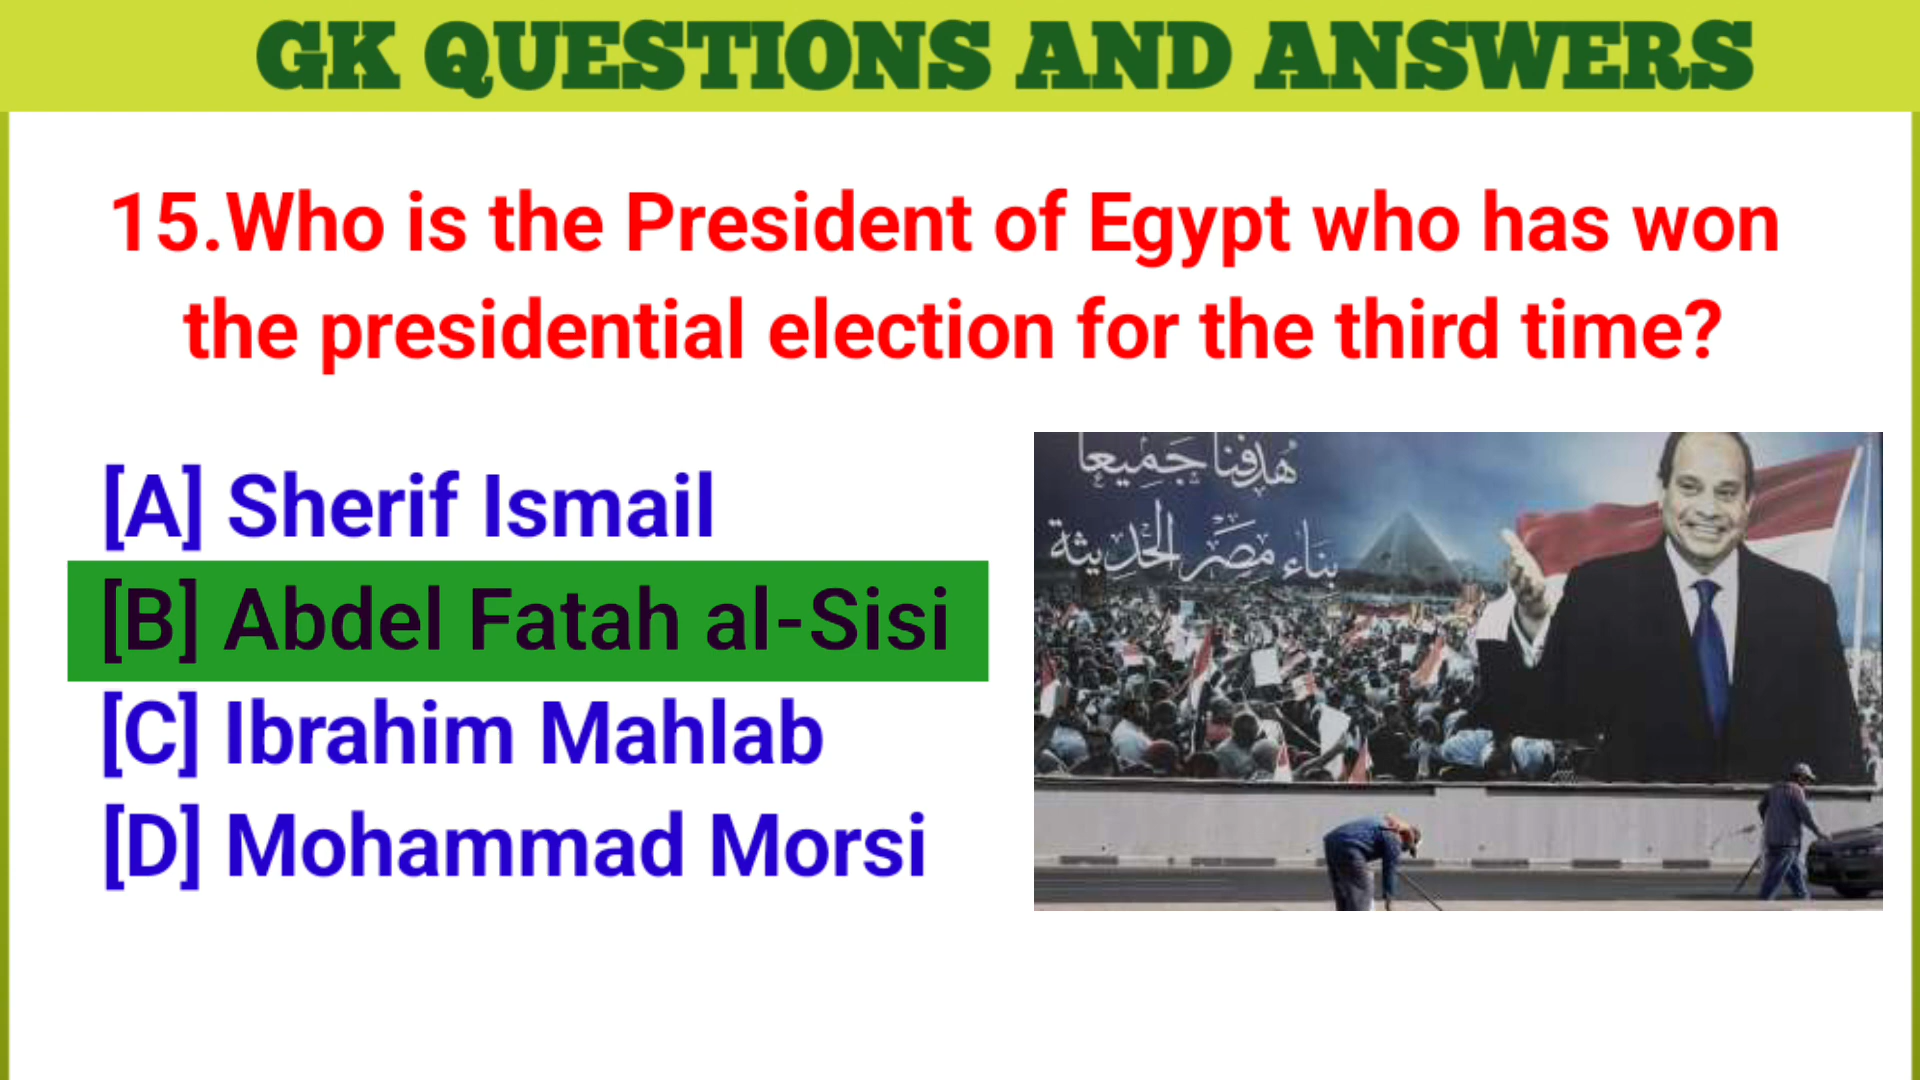 GK QUESTIONS AND ANSWERS
15.Who is the President of Egypt who has won
the presidential election for the third time?
[A] Sherif Ismail
[B] Abdel Fatah al-Sisi
[C] Ibrahim Mahlab
[D] Mohammad Morsi
هدفنا جميعا
بناء مصر الحديثة